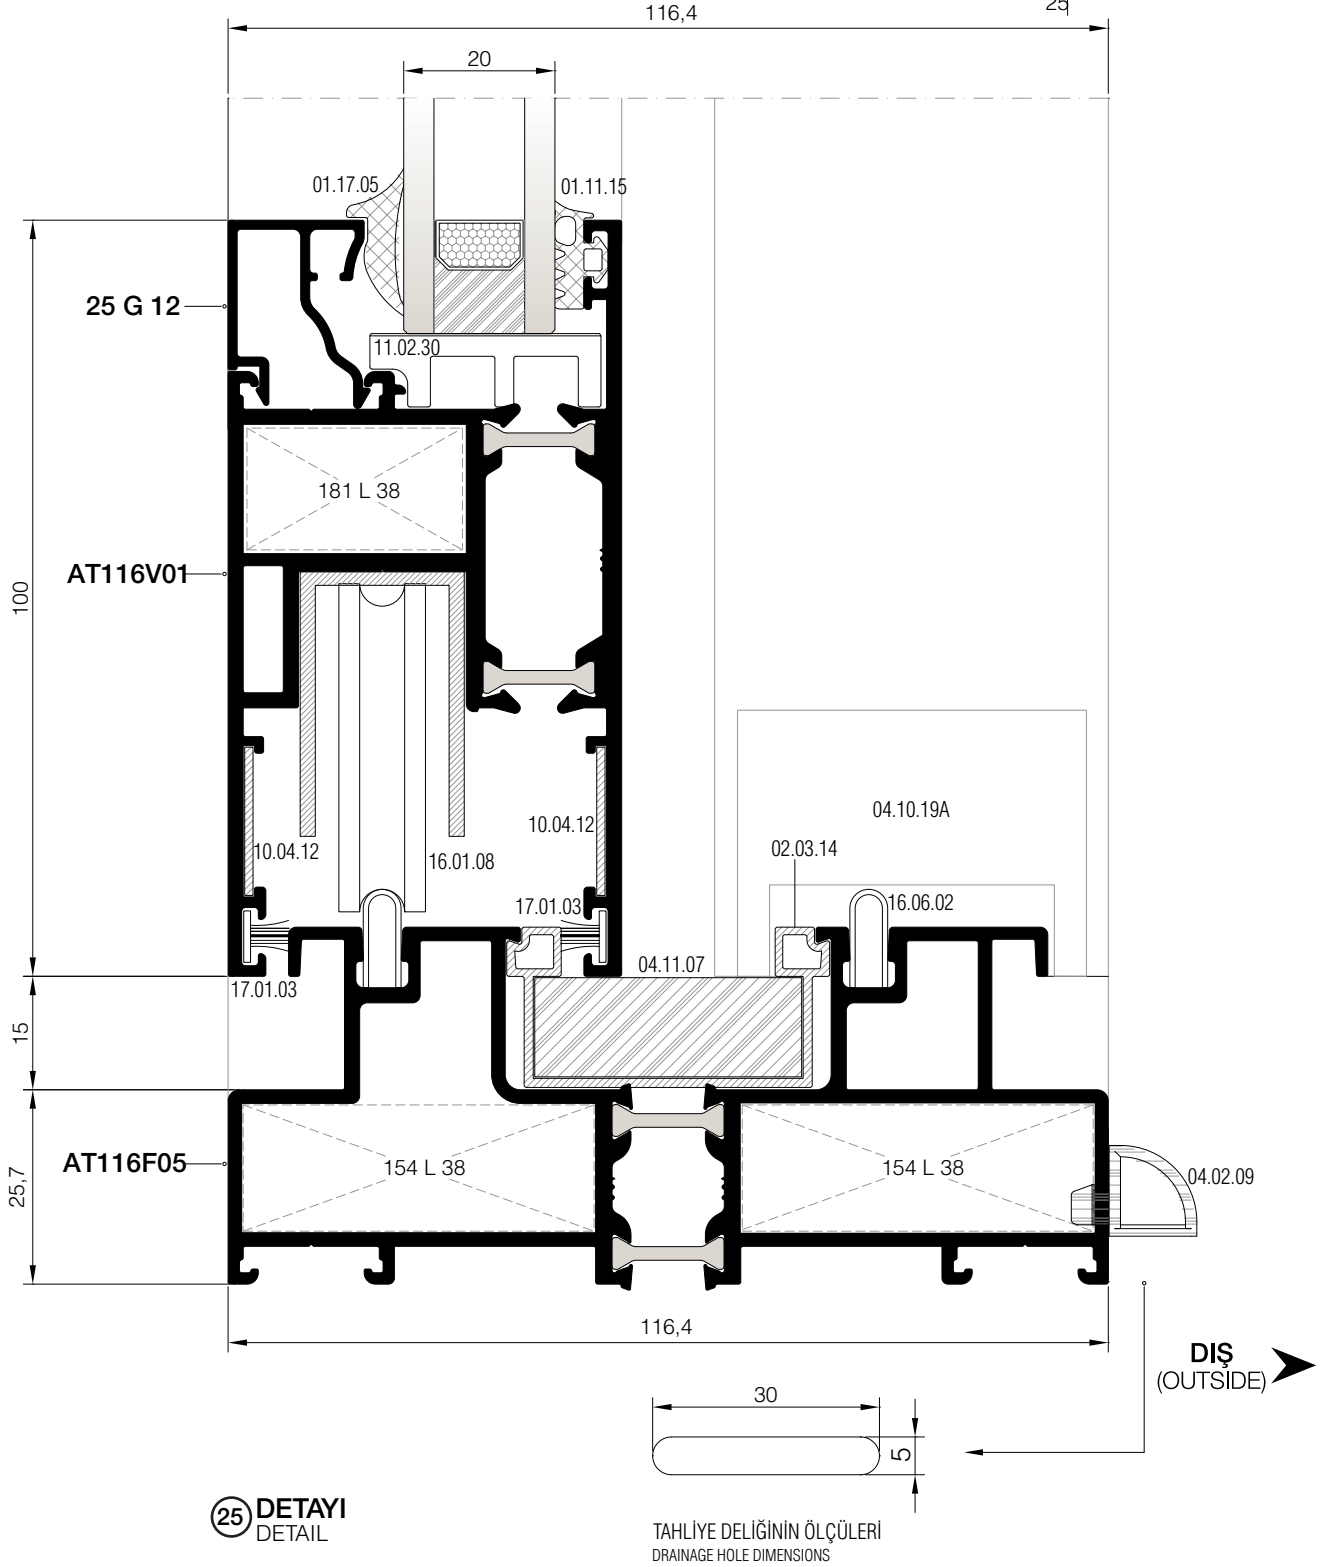 116,4
25
20
01.17.05
01.11.15
25 G 12
11.02.30
181 L 38
AT116V01
100
04.10.19A
10.04.12
10.04.12
16.01.08
02.03.14
17.01.03
16.06.02
04.11.07
17.01.03
15
AT116F05
154 L 38
154 L 38
04.02.09
25,7
116,4
DIŞ
(OUTSİDE)
30
5
25 DETAYI
DETAIL
TAHLİYE DELİĞİNİN ÖLÇÜLERİ
DRAINAGE HOLE DIMENSIONS